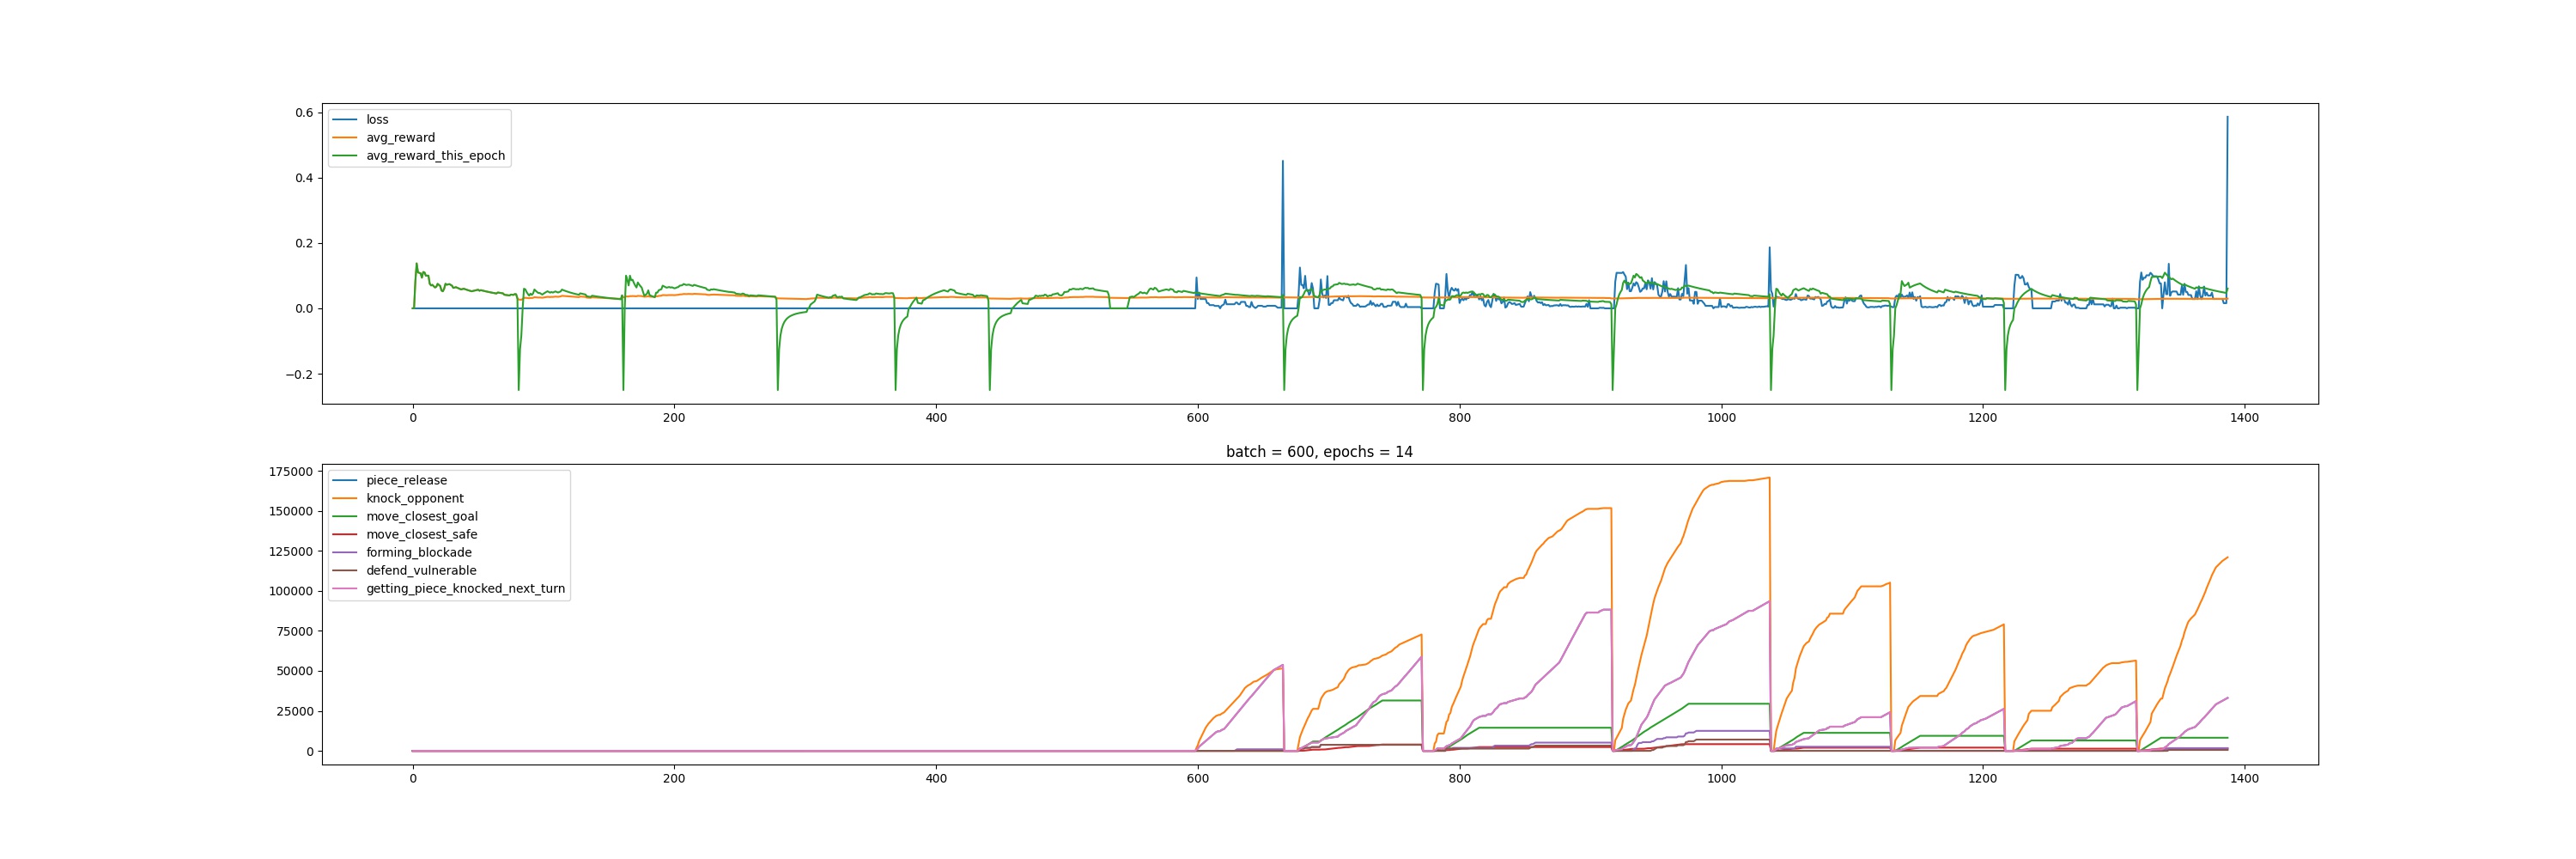 0.6
0.4
0.2
0.0
−0.2
loss
avg_reward
avg_reward_this_epoch
0 200 400 600 800 1000 1200 1400
batch = 600, epochs = 14
175000
150000
125000
100000
75000
50000
25000
0
piece_release
knock_opponent
move_closest_goal
move_closest_safe
forming_blockade
defend_vulnerable
getting_piece_knocked_next_turn
0 200 400 600 800 1000 1200 1400